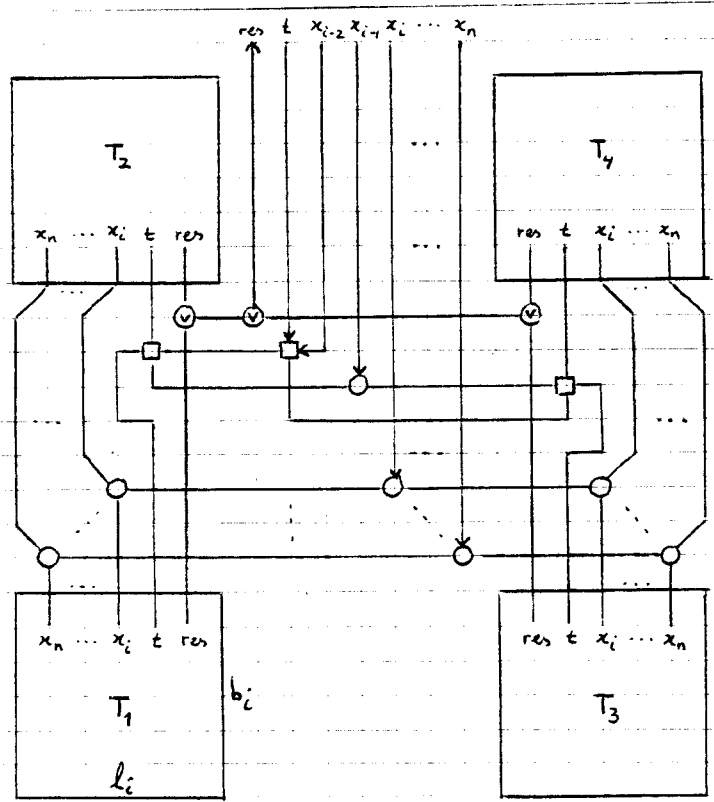 res t x_{i-2} x_{i-1} x_i ... x_n
...
T_2
T_4
x_n ... x_i t res
res t x_i ... x_n
...
...
...
...
v
v
v
...
...
...
...
...
x_n ... x_i t res
res t x_i ... x_n
b_i
T_1
T_3
l_i